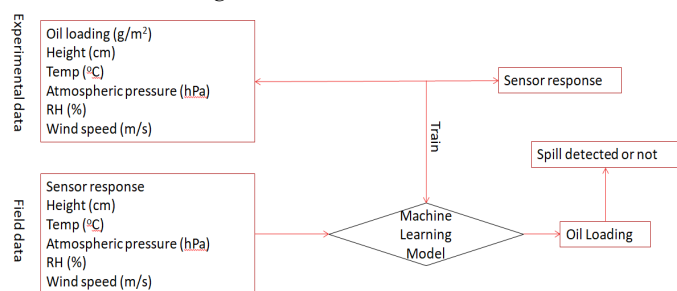 Experimental data
Oil loading (g/m²)
Height (cm)
Temp (ºC)
Atmospheric pressure (hPa)
RH (%)
Wind speed (m/s)
Sensor response
Train
Spill detected or not
Field data
Sensor response
Height (cm)
Temp (ºC)
Atmospheric pressure (hPa)
RH (%)
Wind speed (m/s)
Machine
Learning
Model
Oil Loading